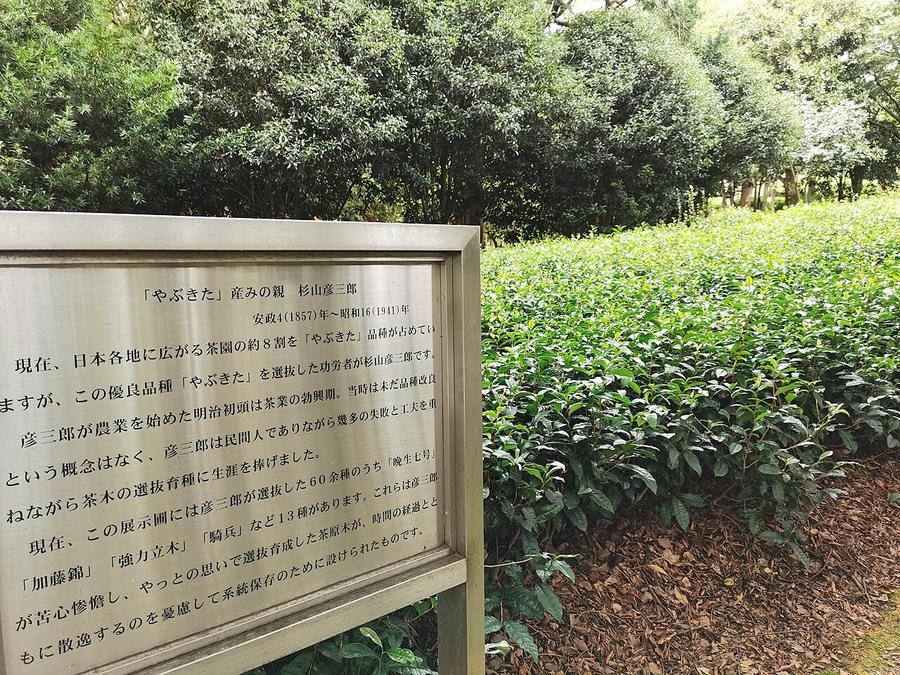 「やぶきた」産みの親　杉山彦三郎
安政4(1857)年～昭和16(1941)年
現在、日本各地に広がる茶園の約8割を「やぶきた」品種が占めてい
ますが、この優良品種「やぶきた」を選抜した功労者が杉山彦三郎です。
彦三郎が農業を始めた明治初頭は茶業の勃興期。当時は未だ品種改良
という概念はなく、彦三郎は民間人でありながら幾多の失敗と工夫を重
ねながら茶木の選抜育種に生涯を捧げました。
現在、この展示圃には彦三郎が選抜した60余種のうち「晩生七号」
「加藤錦」「強力立木」「騎兵」など13種があります。これらは彦三郎
が苦心惨憺し、やっとの思いで選抜育成した茶原木が、時間の経過とと
もに散逸するのを憂慮して系統保存のために設けられたものです。